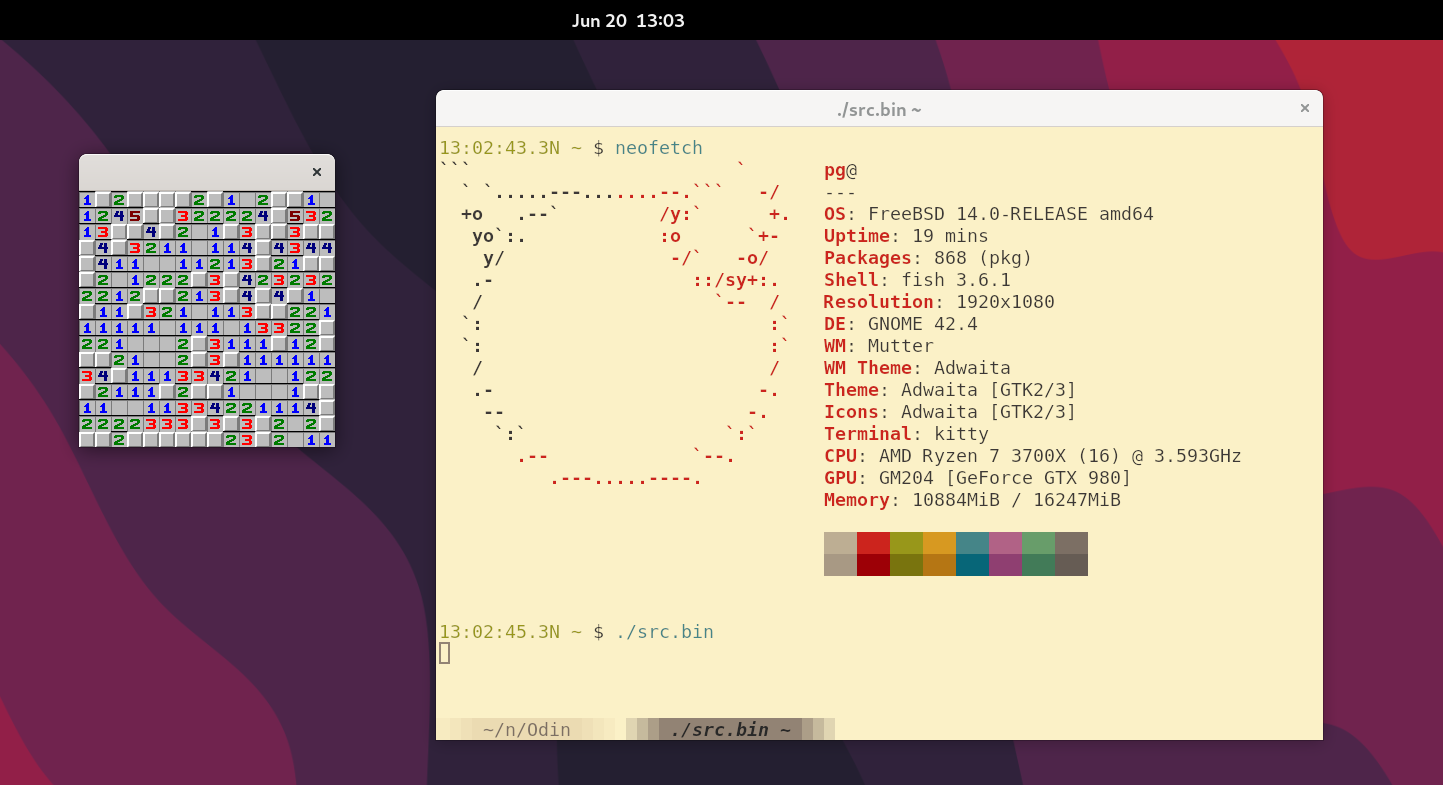 Jun 20 13:03
./src.bin ~
13:02:43.3N ~ $ neofetch
pg@
---
OS: FreeBSD 14.0-RELEASE amd64
Uptime: 19 mins
Packages: 868 (pkg)
Shell: fish 3.6.1
Resolution: 1920x1080
DE: GNOME 42.4
WM: Mutter
WM Theme: Adwaita
Theme: Adwaita [GTK2/3]
Icons: Adwaita [GTK2/3]
Terminal: kitty
CPU: AMD Ryzen 7 3700X (16) @ 3.593GHz
GPU: GM204 [GeForce GTX 980]
Memory: 10884MiB / 16247MiB
13:02:45.3N ~ $ ./src.bin
~/n/Odin
./src.bin ~